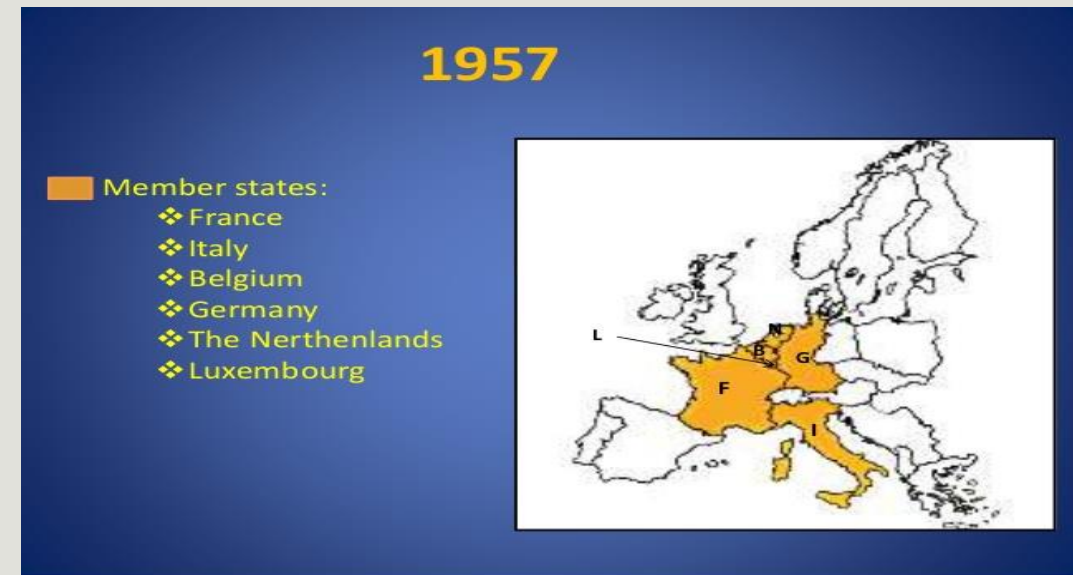 1957
Member states:
❖France
❖Italy
❖Belgium
❖Germany
❖The Nerthenlands
❖Luxembourg
N
L
B
G
F
I